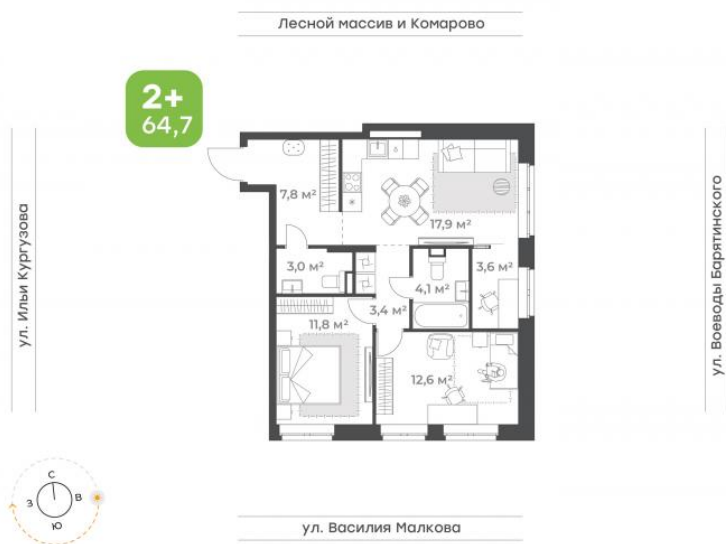 Лесной массив и Комарово
2+
64,7
7,8 м²
17,9 м²
3,0 м²
4,1 м²
3,6 м²
3,4 м²
11,8 м²
12,6 м²
ул. Ильи Кургузова
ул. Воеводы Барятинского
С
З
В
Ю
ул. Василия Малкова